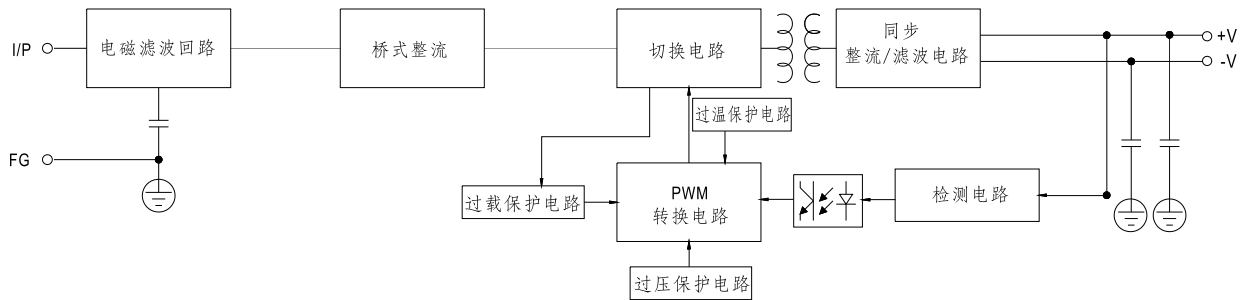 I/P
电磁滤波回路
桥式整流
切换电路
同步
整流/滤波电路
+V
-V
过温保护电路
FG
过载保护电路
PWM
转换电路
检测电路
过压保护电路